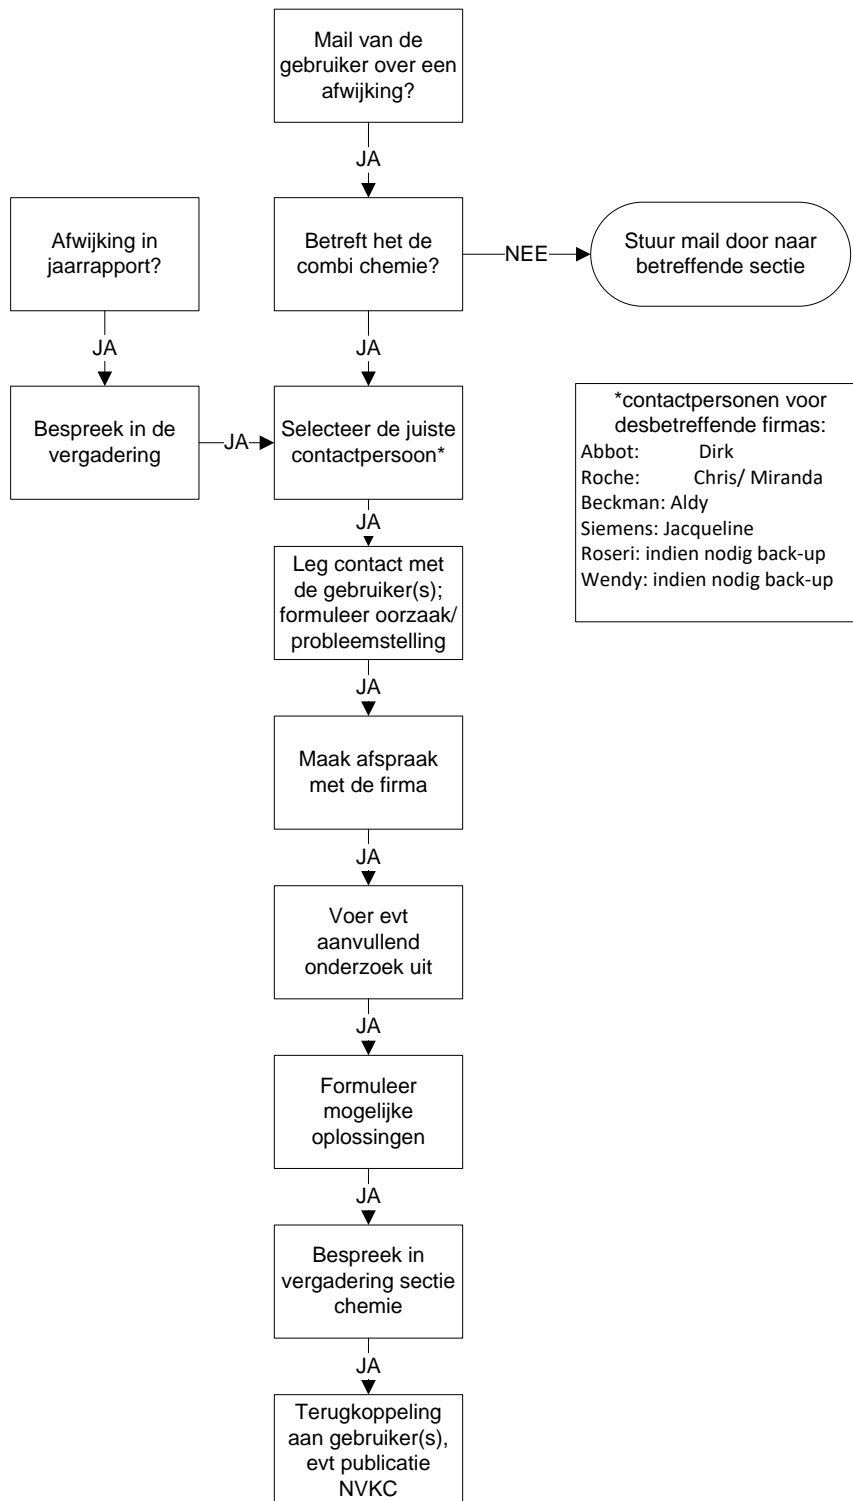 Mail van de
gebruiker over een
afwijking?
JA
Afwijking in
jaarrapport?
Betreft het de
combi chemie?
NEE
Stuur mail door naar
betreffende sectie
JA
JA
Bespreek in de
vergadering
JA
Selecteer de juiste
contactpersoon*
*contactpersonen voor
desbetreffende firmas:
Abbot: Dirk
Roche: Chris/ Miranda
Beckman: Aldy
Siemens: Jacqueline
Roseri: indien nodig back-up
Wendy: indien nodig back-up
JA
Leg contact met
de gebruiker(s);
formuleer oorzaak/
probleemstelling
JA
Maak afspraak
met de firma
JA
Voer evt
aanvullend
onderzoek uit
JA
Formuleer
mogelijke
oplossingen
JA
Bespreek in
vergadering sectie
chemie
JA
Terugkoppeling
aan gebruiker(s),
evt publicatie
NVKC